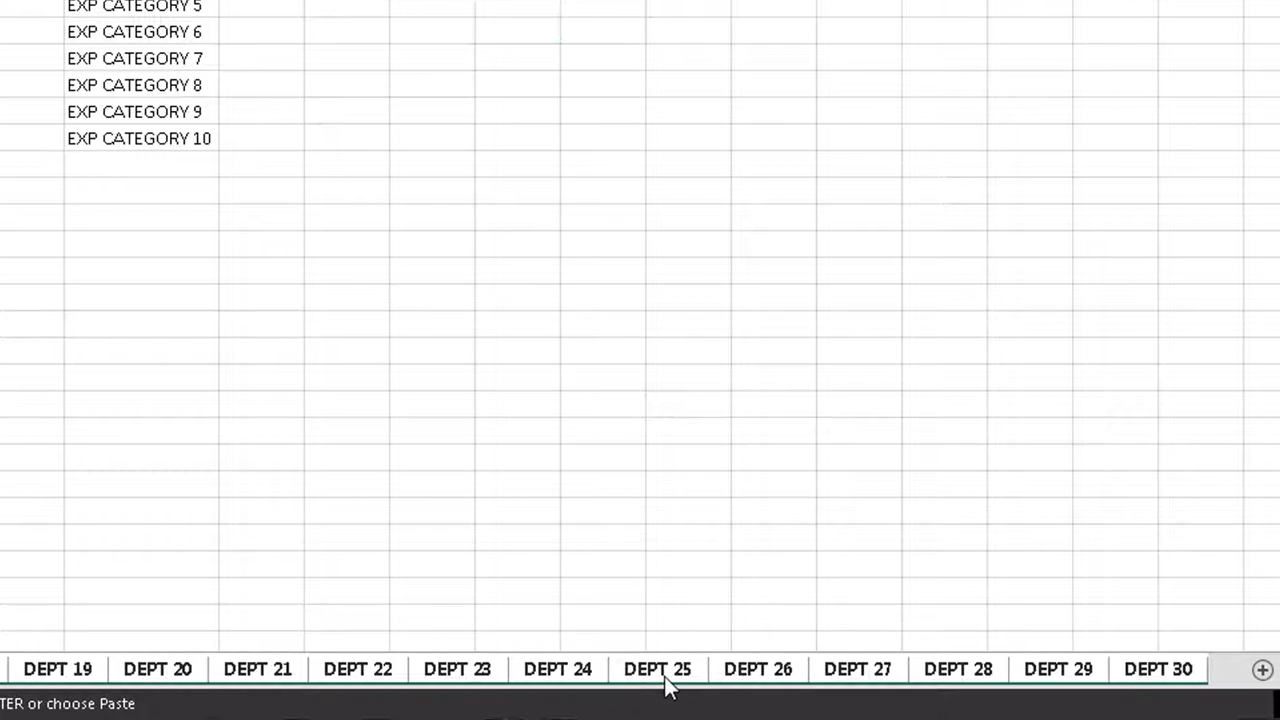 EXP CATEGORY 5
EXP CATEGORY 6
EXP CATEGORY 7
EXP CATEGORY 8
EXP CATEGORY 9
EXP CATEGORY 10
DEPT 19 DEPT 20 DEPT 21 DEPT 22 DEPT 23 DEPT 24 DEPT 25 DEPT 26 DEPT 27 DEPT 28 DEPT 29 DEPT 30
TER or choose Paste